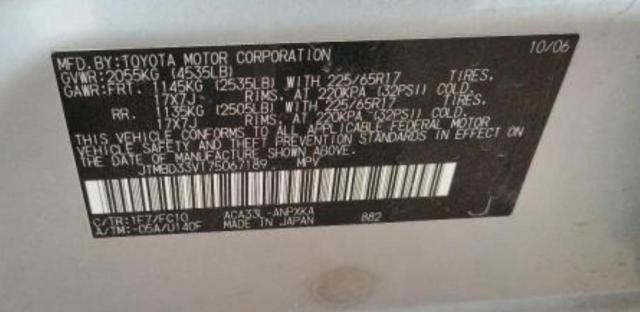 MFD. BY: TOYOTA MOTOR CORPORATION 10/06
GVWR: 2055KG (4535LB)
GAWR: FRT. 1145KG (2535LB) WITH 225/65R17 TIRES.
17X7J RIMS, AT 220KPA (32PSI) COLD
RR. 1135KG (2505LB) WITH 225/65R17 TIRES.
17X7J RIMS, AT 220KPA (32PSI) COLD
THIS VEHICLE CONFORMS TO ALL APPLICABLE FEDERAL MOTOR
VEHICLE SAFETY AND THEFT PREVENTION STANDARDS IN EFFECT ON
THE DATE OF MANUFACTURE SHOWN ABOVE.
JTMBD33V175067189 MPV
C/TR: 1F7/FC10 ACA33L-ANPXKA 882 J
A/TM: -05A/U140F MADE IN JAPAN